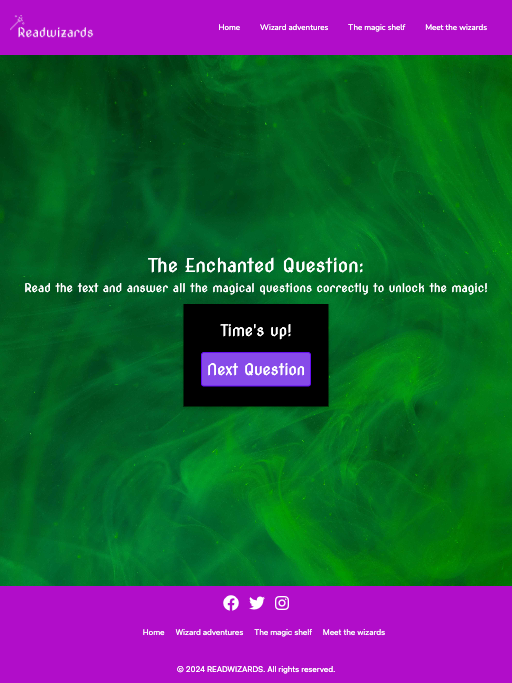 Readwizards
Home Wizard adventures The magic shelf Meet the wizards
The Enchanted Question:
Read the text and answer all the magical questions correctly to unlock the magic!
Time's up!
Next Question
Home Wizard adventures The magic shelf Meet the wizards
© 2024 READWIZARDS. All rights reserved.